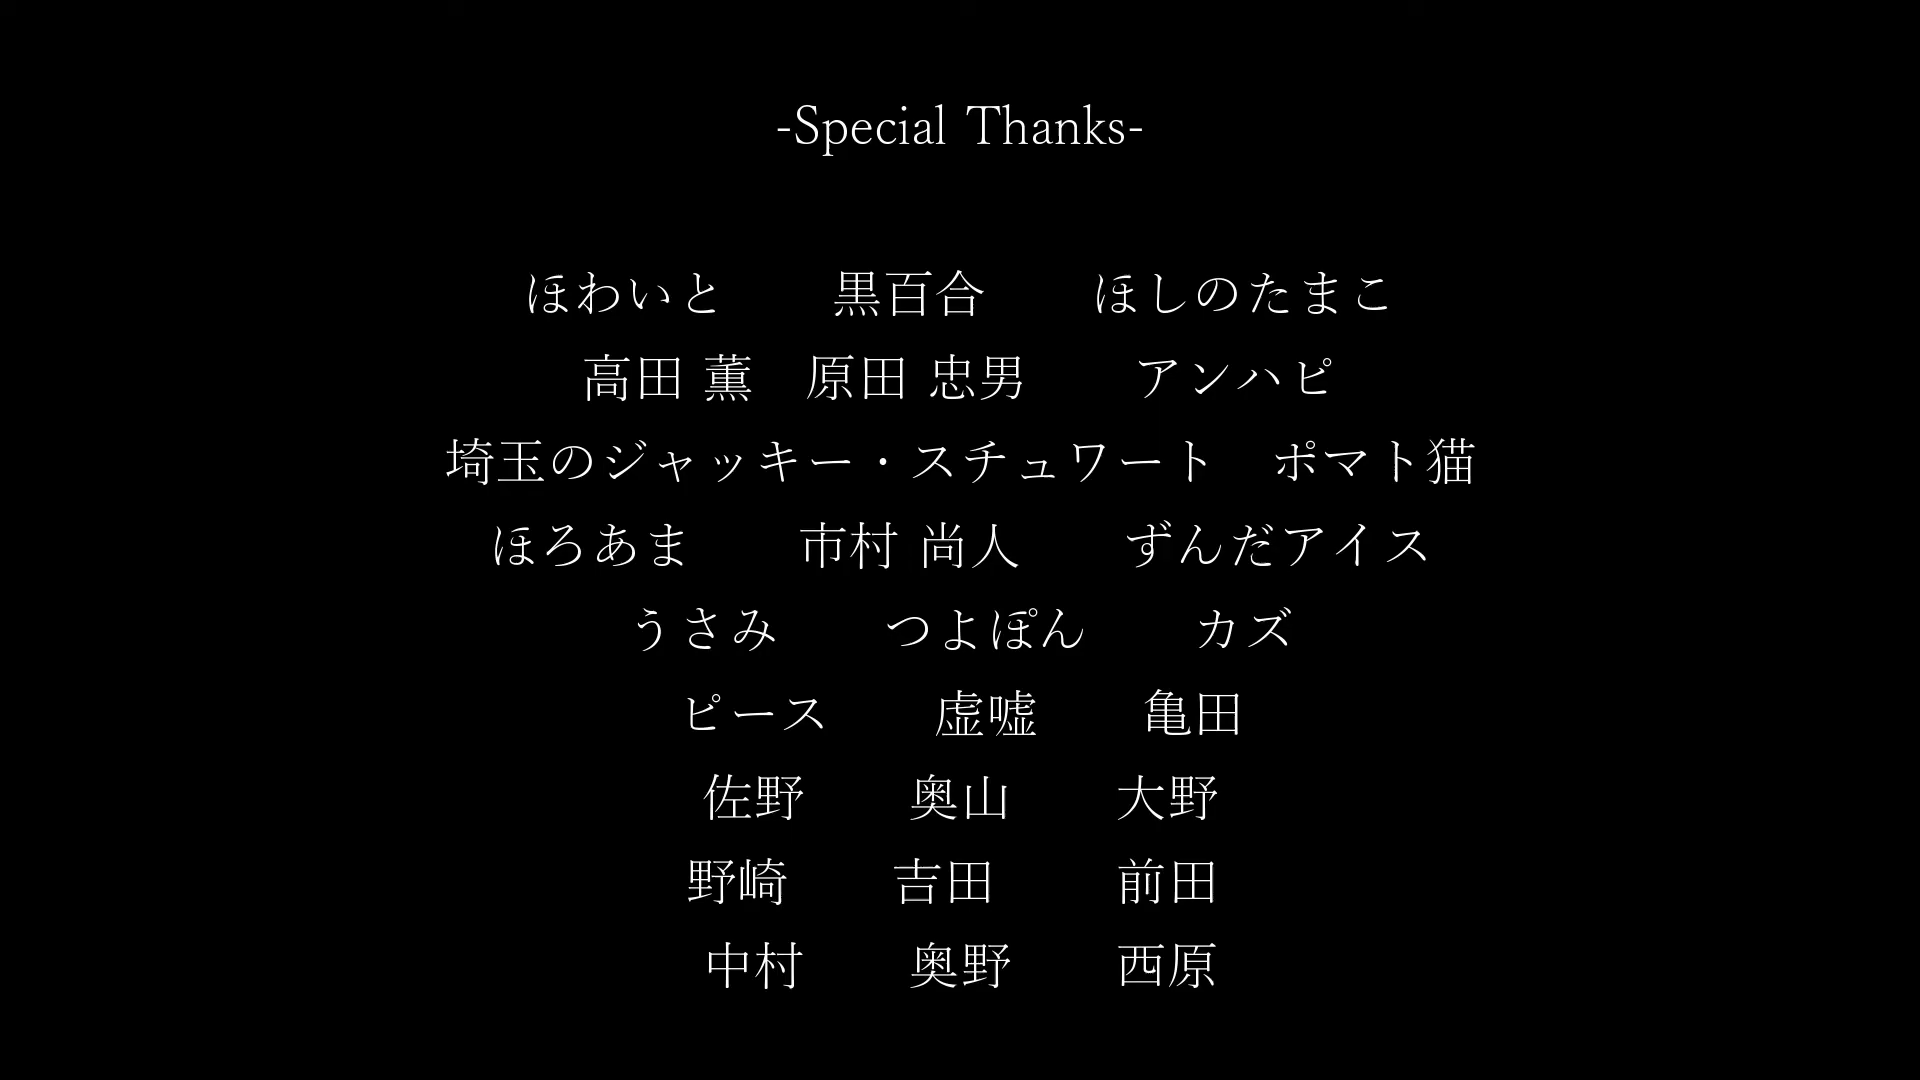 -Special Thanks-
ほわいと　　黒百合　　ほしのたまこ
高田 薫　原田 忠男　　アンハピ
埼玉のジャッキー・スチュワート　ポマト猫
ほろあま　　市村 尚人　　ずんだアイス
うさみ　　つよぽん　　カズ
ピース　　虚嘘　　亀田
佐野　　奥山　　大野
野崎　　吉田　　前田
中村　　奥野　　西原